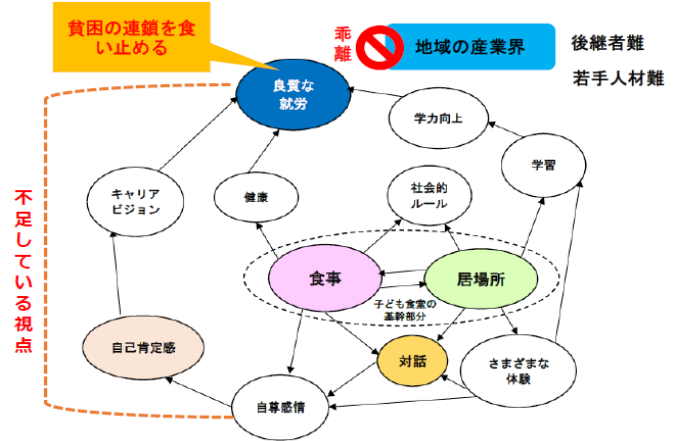 貧困の連鎖を食
い止める
乖離
地域の産業界
後継者難
若手人材難
良質な
就労
学力向上
学習
キャリア
ビジョン
健康
社会的
ルール
不足している視点
食事
居場所
子ども食堂の
基幹部分
自己肯定感
対話
さまざまな
体験
自尊感情